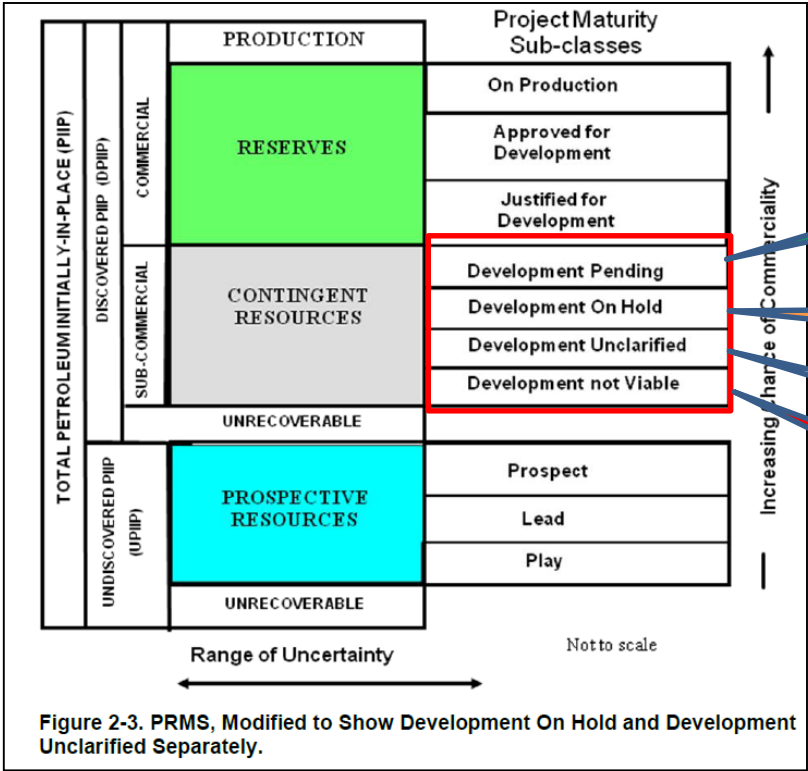 Project Maturity
Sub-classes
PRODUCTION
TOTAL PETROLEUM INITIALLY-IN-PLACE (PIIP)
DISCOVERED PIIP (DPIIP)
COMMERCIAL
RESERVES
On Production
Approved for
Development
Justified for
Development
SUB-COMMERCIAL
CONTINGENT
RESOURCES
Development Pending
Development On Hold
Development Unclarified
Development not Viable
UNRECOVERABLE
UNDISCOVERED PIIP
(UPIIP)
PROSPECTIVE
RESOURCES
Prospect
Lead
Play
UNRECOVERABLE
Increasing Chance of Commerciality
Range of Uncertainty
Not to scale
Figure 2-3. PRMS, Modified to Show Development On Hold and Development
Unclarified Separately.